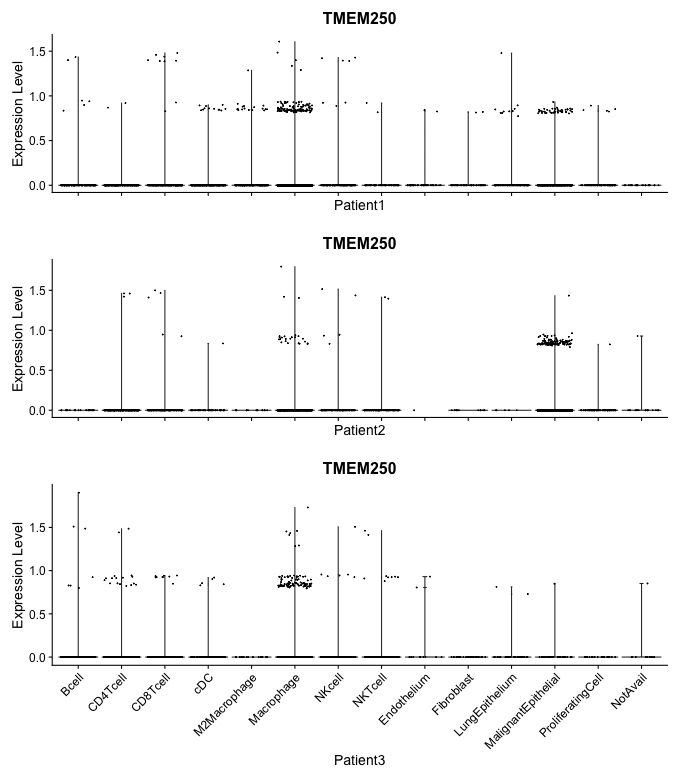 TMEM250
Expression Level
1.5
1.0
0.5
0.0
Patient1
TMEM250
Expression Level
1.5
1.0
0.5
0.0
Patient2
TMEM250
Expression Level
1.5
1.0
0.5
0.0
Bcell
CD4Tcell
CD8Tcell
cDC
M2Macrophage
Macrophage
NKcell
NKTcell
Endothelium
Fibroblast
LungEpithelium
MalignantEpithelial
ProliferatingCell
NotAvail
Patient3